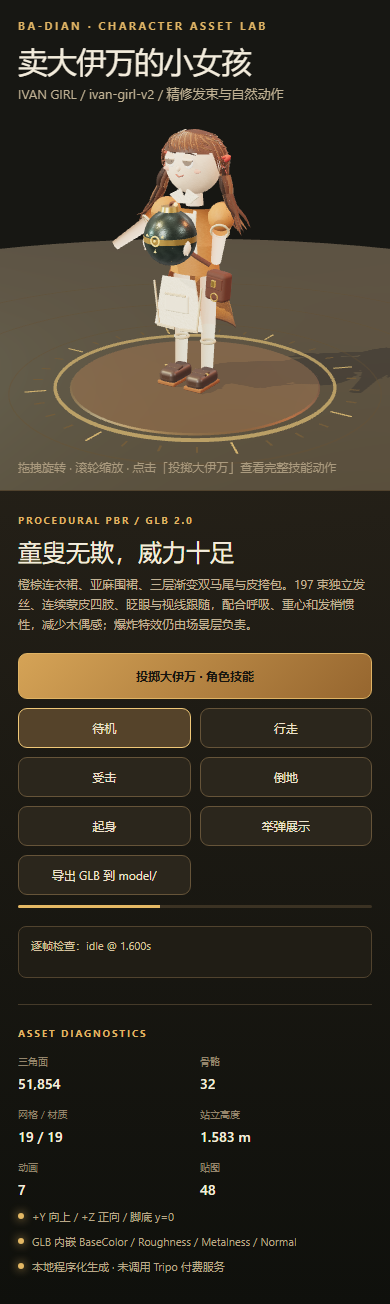 BA-DIAN · CHARACTER ASSET LAB
卖大伊万的小女孩
IVAN GIRL / ivan-girl-v2 / 精修发束与自然动作
拖拽旋转 · 滚轮缩放 · 点击「投掷大伊万」查看完整技能动作
PROCEDURAL PBR / GLB 2.0
童叟无欺，威力十足
橙棕连衣裙、亚麻围裙、三层渐变双马尾与皮挎包。197 束独立发
丝、连续蒙皮四肢、眨眼与视线跟随，配合呼吸、重心和发梢惯
性，减少木偶感；爆炸特效仍由场景层负责。
投掷大伊万 · 角色技能
待机
行走
受击
倒地
起身
举弹展示
导出 GLB 到 model/
逐帧检查：idle @ 1.600s
ASSET DIAGNOSTICS
三角面
骨骼
51,854
32
网格 / 材质
站立高度
19 / 19
1.583 m
动画
贴图
7
48
+Y 向上 / +Z 正向 / 脚底 y=0
GLB 内嵌 BaseColor / Roughness / Metalness / Normal
本地程序化生成 · 未调用 Tripo 付费服务